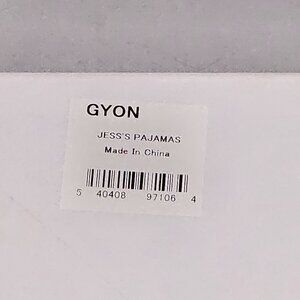 GYON
JESS'S PAJAMAS
Made In China
5 40408 97106 4